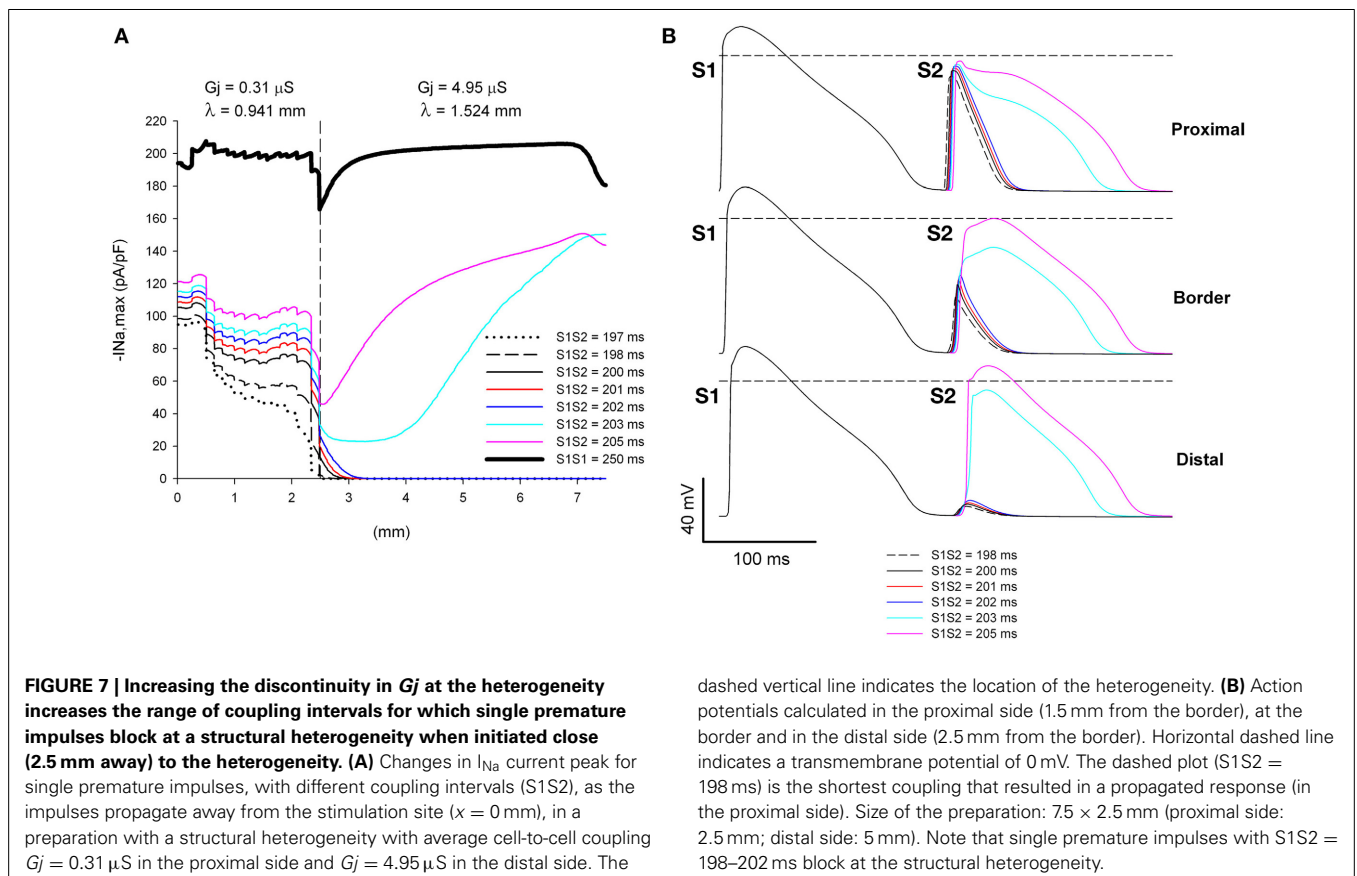 A
Gj = 0.31 µS
λ = 0.941 mm
Gj = 4.95 µS
λ = 1.524 mm
220
200
180
160
140
120
100
80
60
40
20
0
-INa,max (pA/pF)
0 1 2 3 4 5 6 7
(mm)
S1S2 = 197 ms
S1S2 = 198 ms
S1S2 = 200 ms
S1S2 = 201 ms
S1S2 = 202 ms
S1S2 = 203 ms
S1S2 = 205 ms
S1S1 = 250 ms
B
S1 S2
Proximal
S1 S2
Border
S1 S2
Distal
40 mV
100 ms
S1S2 = 198 ms
S1S2 = 200 ms
S1S2 = 201 ms
S1S2 = 202 ms
S1S2 = 203 ms
S1S2 = 205 ms
FIGURE 7 | Increasing the discontinuity in Gj at the heterogeneity
increases the range of coupling intervals for which single premature
impulses block at a structural heterogeneity when initiated close
(2.5 mm away) to the heterogeneity. (A) Changes in INa current peak for
single premature impulses, with different coupling intervals (S1S2), as the
impulses propagate away from the stimulation site (x = 0 mm), in a
preparation with a structural heterogeneity with average cell-to-cell coupling
Gj = 0.31 µS in the proximal side and Gj = 4.95 µS in the distal side. The
dashed vertical line indicates the location of the heterogeneity. (B) Action
potentials calculated in the proximal side (1.5 mm from the border), at the
border and in the distal side (2.5 mm from the border). Horizontal dashed line
indicates a transmembrane potential of 0 mV. The dashed plot (S1S2 =
198 ms) is the shortest coupling that resulted in a propagated response (in
the proximal side). Size of the preparation: 7.5 × 2.5 mm (proximal side:
2.5 mm; distal side: 5 mm). Note that single premature impulses with S1S2 =
198–202 ms block at the structural heterogeneity.